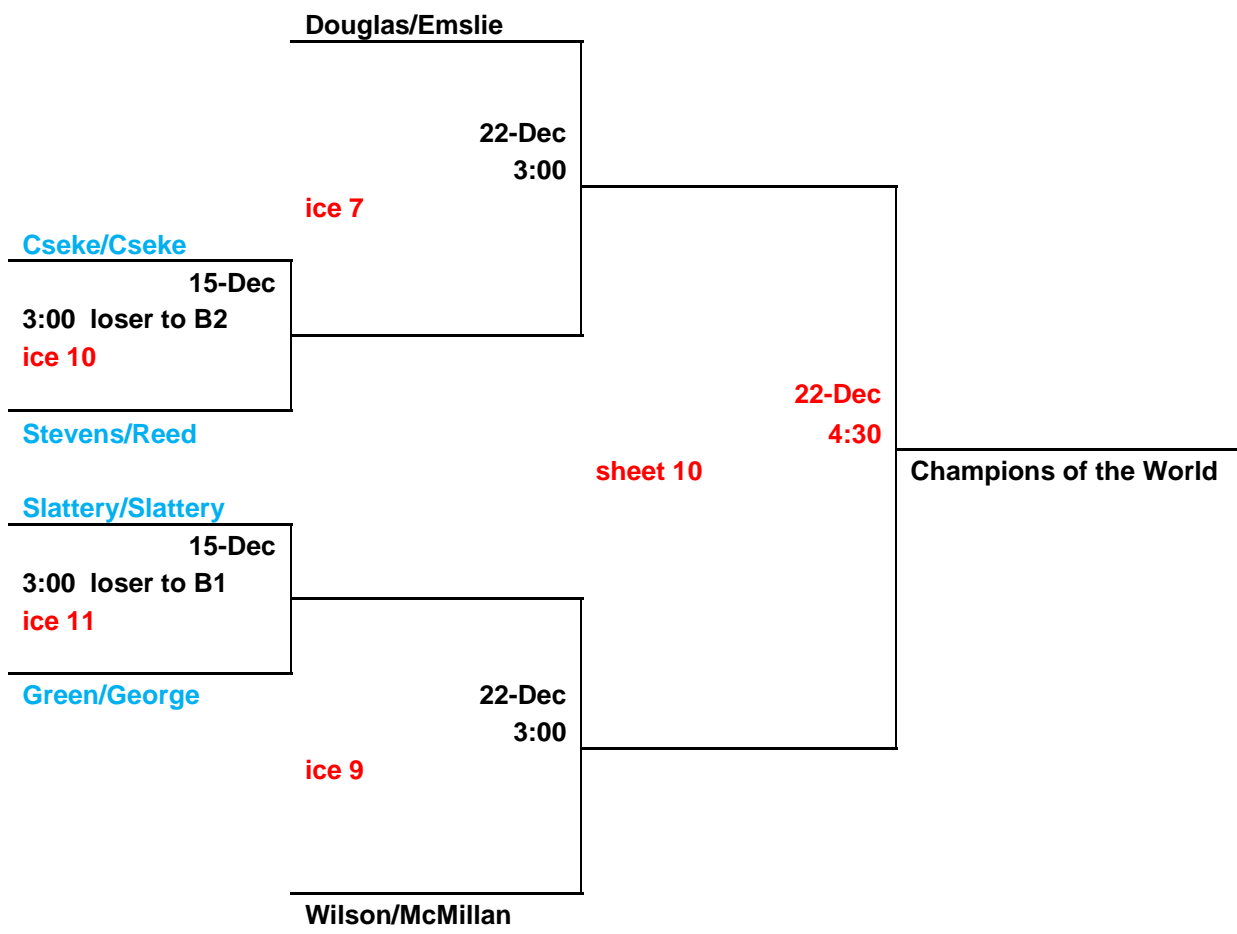 Douglas/Emslie
22-Dec
3:00
ice 7
Cseke/Cseke
15-Dec
3:00 loser to B2
ice 10
Stevens/Reed
22-Dec
4:30
sheet 10
Champions of the World
Slattery/Slattery
15-Dec
3:00 loser to B1
ice 11
Green/George
22-Dec
3:00
ice 9
Wilson/McMillan